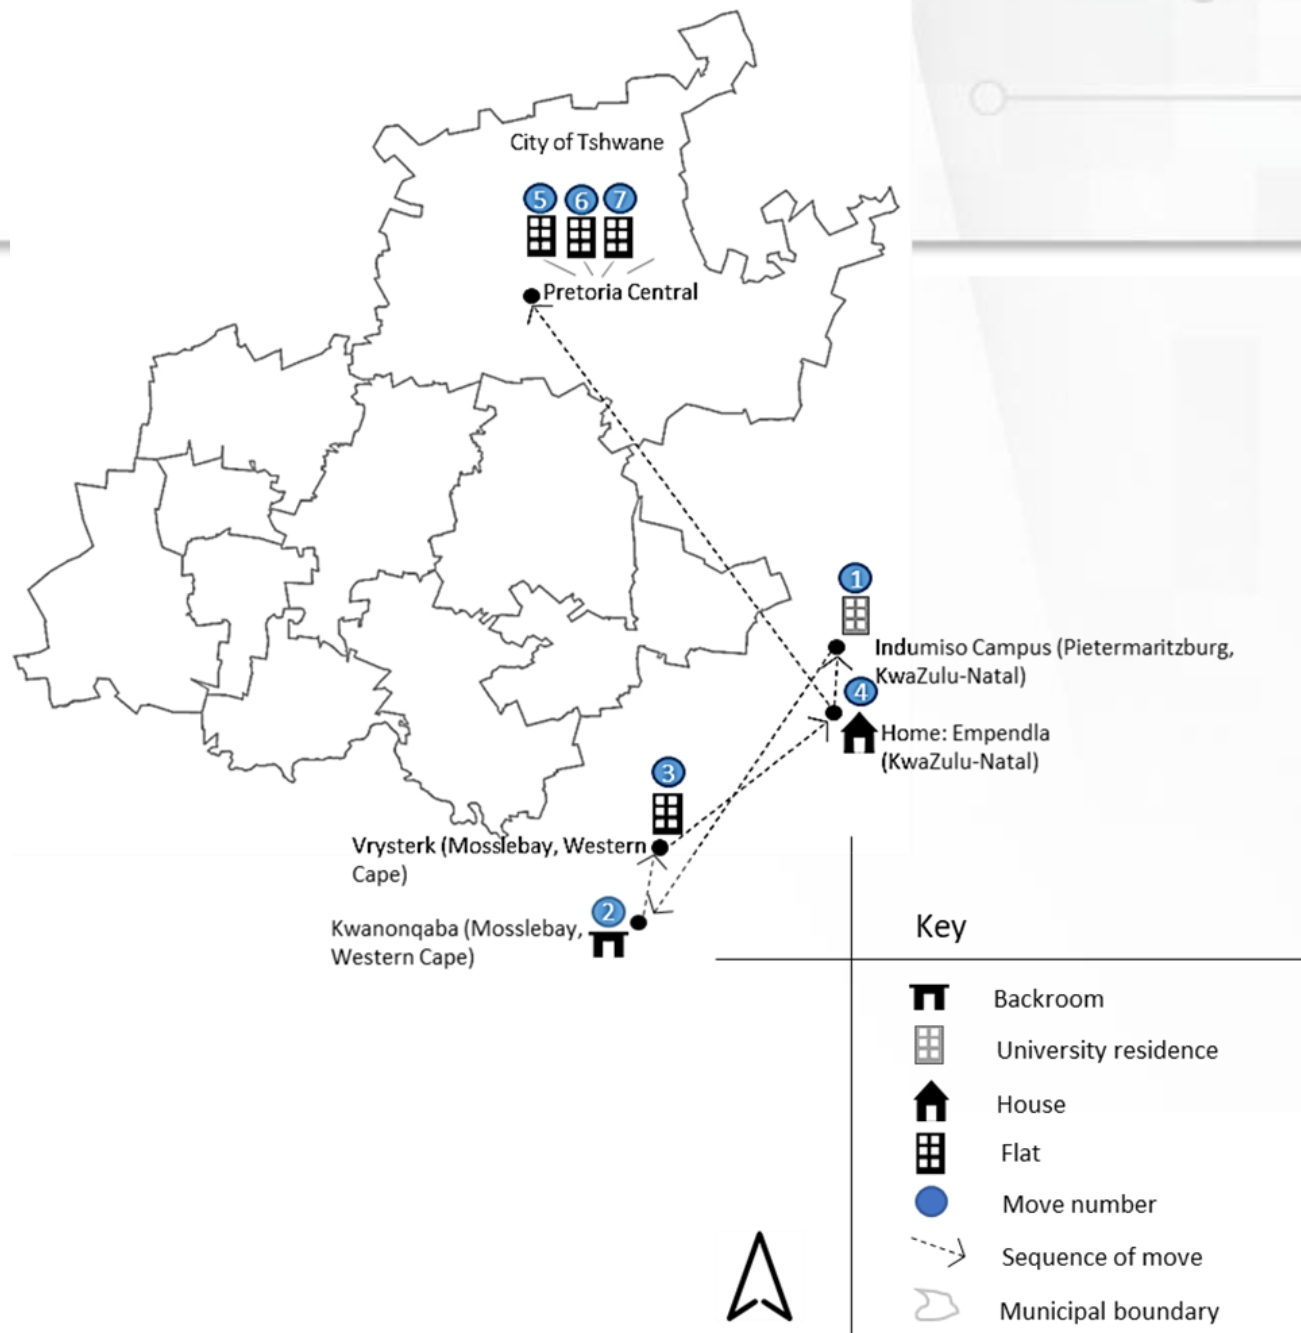 City of Tshwane
5 6 7
Pretoria Central
1
Indumiso Campus (Pietermaritzburg,
KwaZulu-Natal)
4
Home: Empendla
(KwaZulu-Natal)
3
Vrysterk (Mosslebay, Western
Cape)
2
Kwanonqaba (Mosslebay,
Western Cape)
Key
Backroom
University residence
House
Flat
Move number
Sequence of move
Municipal boundary